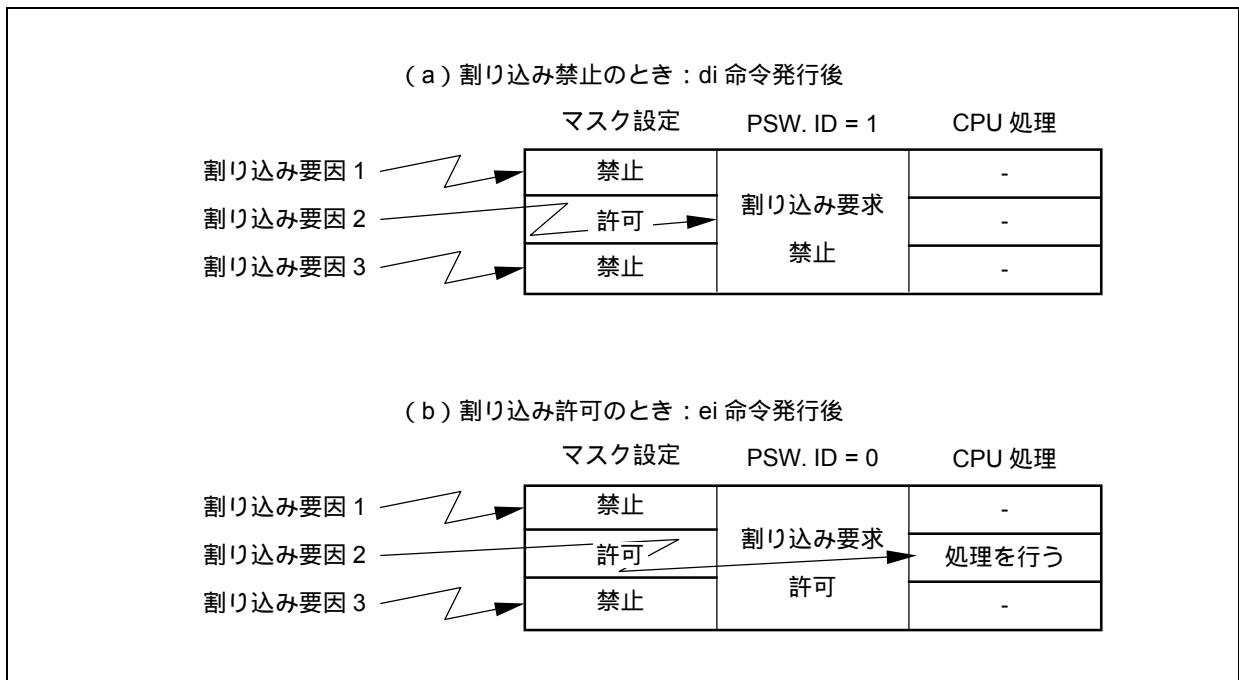 (a)割り込み禁止のとき：di 命令発行後
マスク設定 PSW. ID = 1 CPU 処理
割り込み要因 1 禁止 -
割り込み要因 2 許可 割り込み要求 -
禁止
割り込み要因 3 禁止 -
(b)割り込み許可のとき：ei 命令発行後
マスク設定 PSW. ID = 0 CPU 処理
割り込み要因 1 禁止 -
割り込み要因 2 許可 割り込み要求 処理を行う
許可
割り込み要因 3 禁止 -